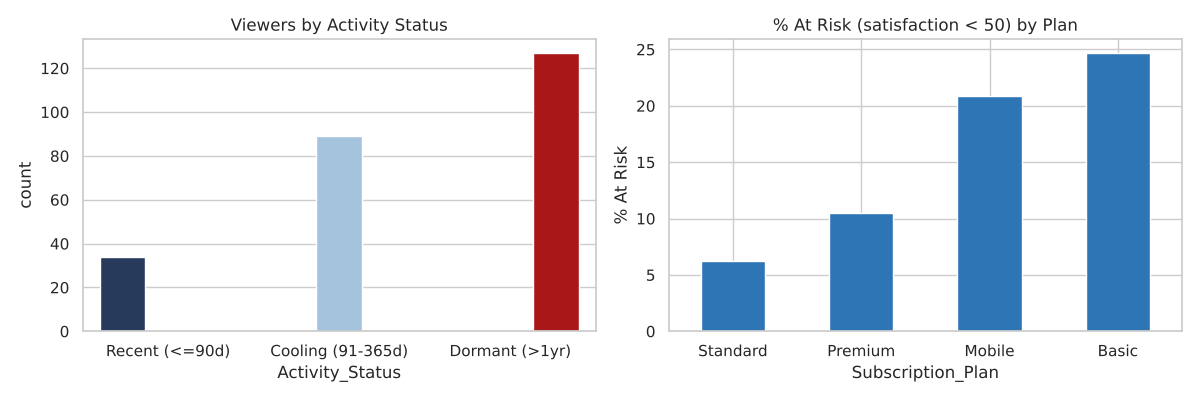 Viewers by Activity Status
count
120
100
80
60
40
20
0
Recent (<=90d)
Cooling (91-365d)
Dormant (>1yr)
Activity_Status
% At Risk (satisfaction < 50) by Plan
% At Risk
25
20
15
10
5
0
Standard
Premium
Mobile
Basic
Subscription_Plan